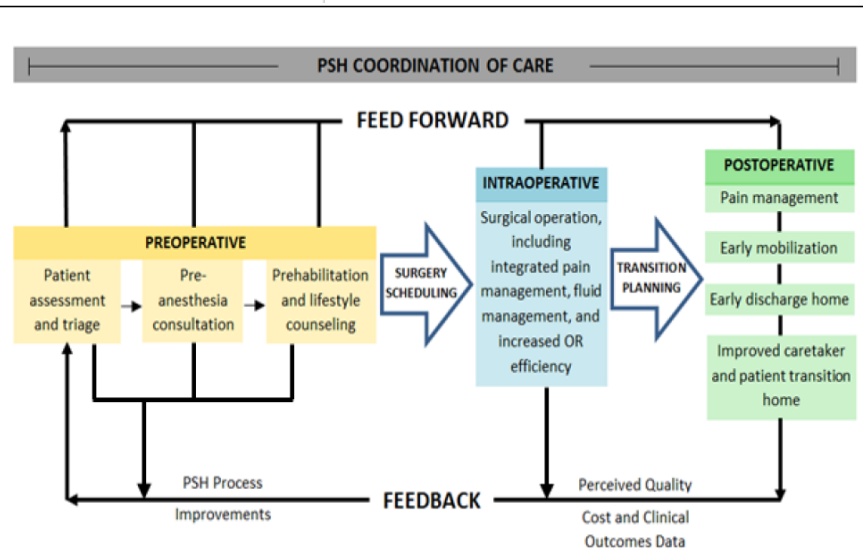 PSH COORDINATION OF CARE
FEED FORWARD
PREOPERATIVE
Patient
assessment
and triage
Pre-
anesthesia
consultation
Prehabilitation
and lifestyle
counseling
SURGERY
SCHEDULING
INTRAOPERATIVE
Surgical operation,
including
integrated pain
management, fluid
management, and
increased OR
efficiency
TRANSITION
PLANNING
POSTOPERATIVE
Pain management
Early mobilization
Early discharge home
Improved caretaker
and patient transition
home
PSH Process
Improvements
FEEDBACK
Perceived Quality
Cost and Clinical
Outcomes Data